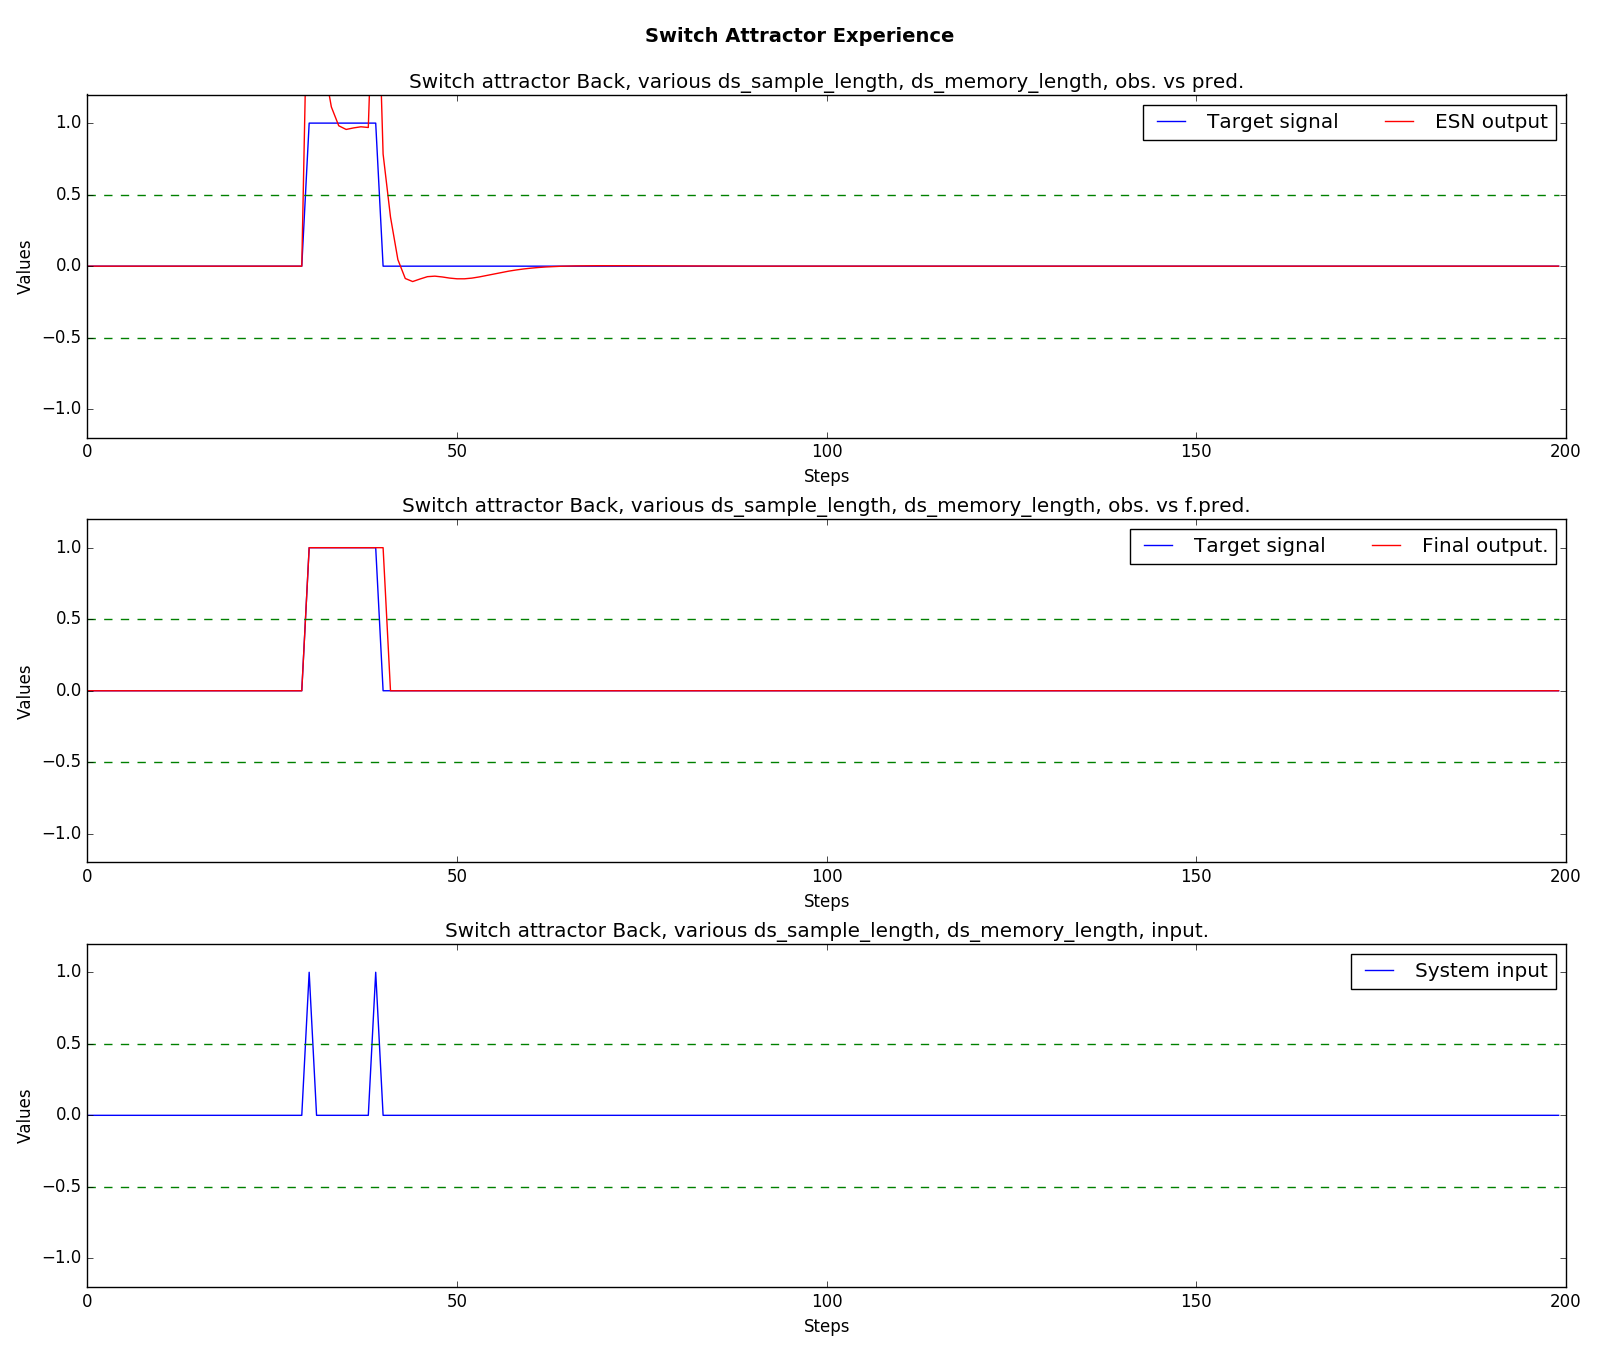 Switch Attractor Experience
Switch attractor Back, various ds_sample_length, ds_memory_length, obs. vs pred.
Target signal ESN output
1.0
0.5
0.0
−0.5
−1.0
Values
0 50 100 150 200
Steps
Switch attractor Back, various ds_sample_length, ds_memory_length, obs. vs f.pred.
Target signal Final output.
1.0
0.5
0.0
−0.5
−1.0
Values
0 50 100 150 200
Steps
Switch attractor Back, various ds_sample_length, ds_memory_length, input.
System input
1.0
0.5
0.0
−0.5
−1.0
Values
0 50 100 150 200
Steps